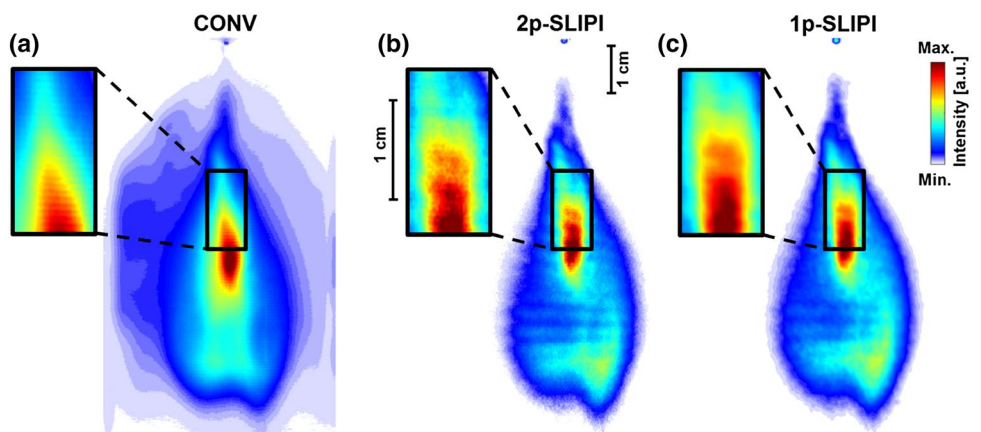 CONV
2p-SLIPI
1p-SLIPI
(a)
(b)
(c)
1 cm
1 cm
Max.
Intensity [a.u.]
Min.